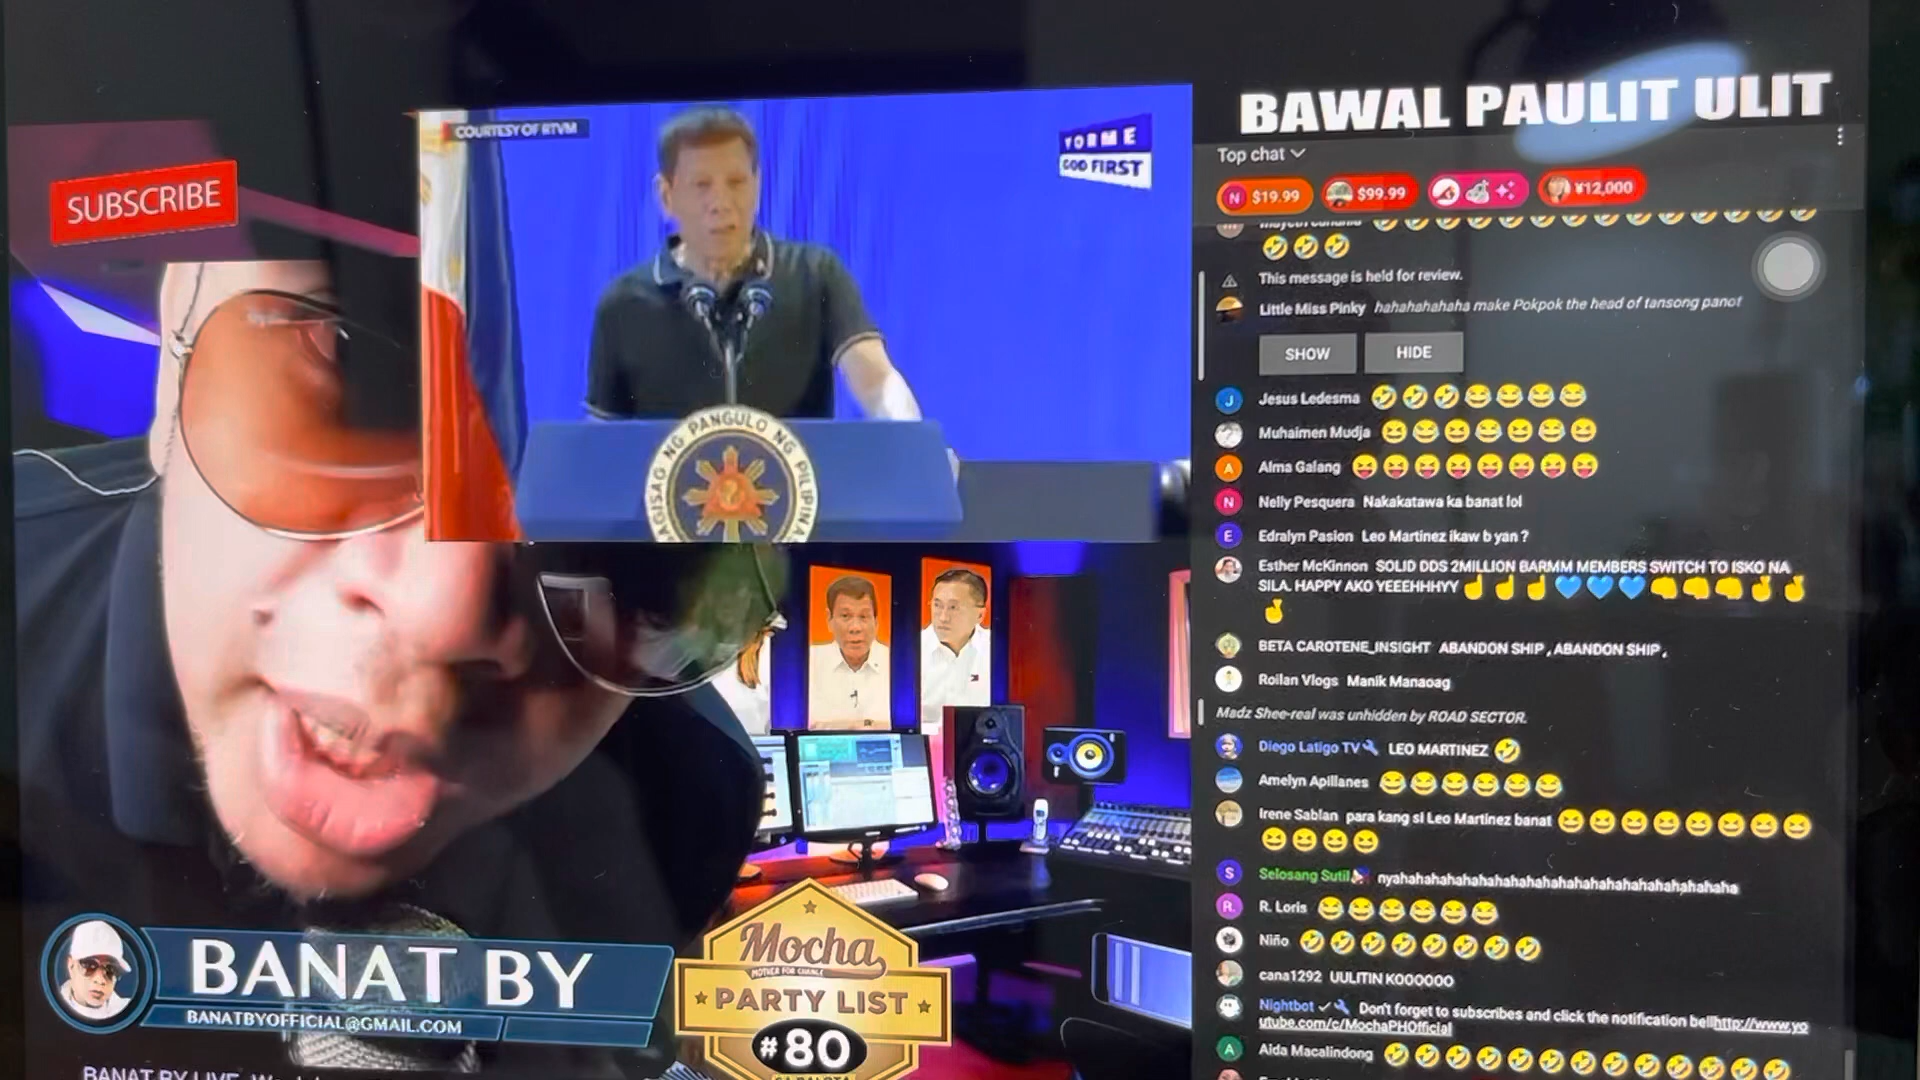 BAWAL PAULIT ULIT
COURTESY OF RTVM
YORME
GOD FIRST
SUBSCRIBE
Top chat
N $19.99
$99.99
¥12,000
This message is held for review.
Little Miss Pinky hahahahahaha make Pokpok the head of tansong panot
SHOW
HIDE
J Jesus Ledesma 🤣🤣🤣😆😆😆😂
Muhaimen Mudja 😆😂😆😂😆😂😆
A Alma Galang 😝😝😝😝😝😝😝😝
N Nelly Pesquera Nakakatawa ka banat lol
E Edralyn Pasion Leo Martinez ikaw b yan ?
Esther McKinnon SOLID DDS 2MILLION BARMM MEMBERS SWITCH TO ISKO NA
SILA. HAPPY AKO YEEEHHHYY
BETA CAROTENE_INSIGHT ABANDON SHIP , ABANDON SHIP ,
Roilan Vlogs Manik Manaoag
Madz Shee-real was unhidden by ROAD SECTOR.
Diego Latigo TV LEO MARTINEZ 🤣
Amelyn Apillanes 😆😆😆😆😆😆
Irene Sablan para kang si Leo Martinez banat 😆😆😆😆😆😆😆😆
😆😆😆😆
S Selosang Sutil nyahahahahahahahahahahahahahahahahahahahaha
R. R. Loris 😆😆😆😆😆😆
Niño 🤣🤣🤣🤣🤣🤣🤣🤣
cana1292 UULITIN KOOOOOO
Nightbot Don't forget to subscribes and click the notification bellhttp://www.yo
utube.com/c/MochaPHOfficial
A Aida Macalindong 🤣🤣🤣🤣🤣🤣🤣🤣🤣🤣🤣🤣🤣
NG PANGULO NG PILIPINA
BANAT BY
BANATBYOFFICIAL@GMAIL.COM
Mocha
MOTHER FOR CHANGE
PARTY LIST
#80
BANAT BY LIVE